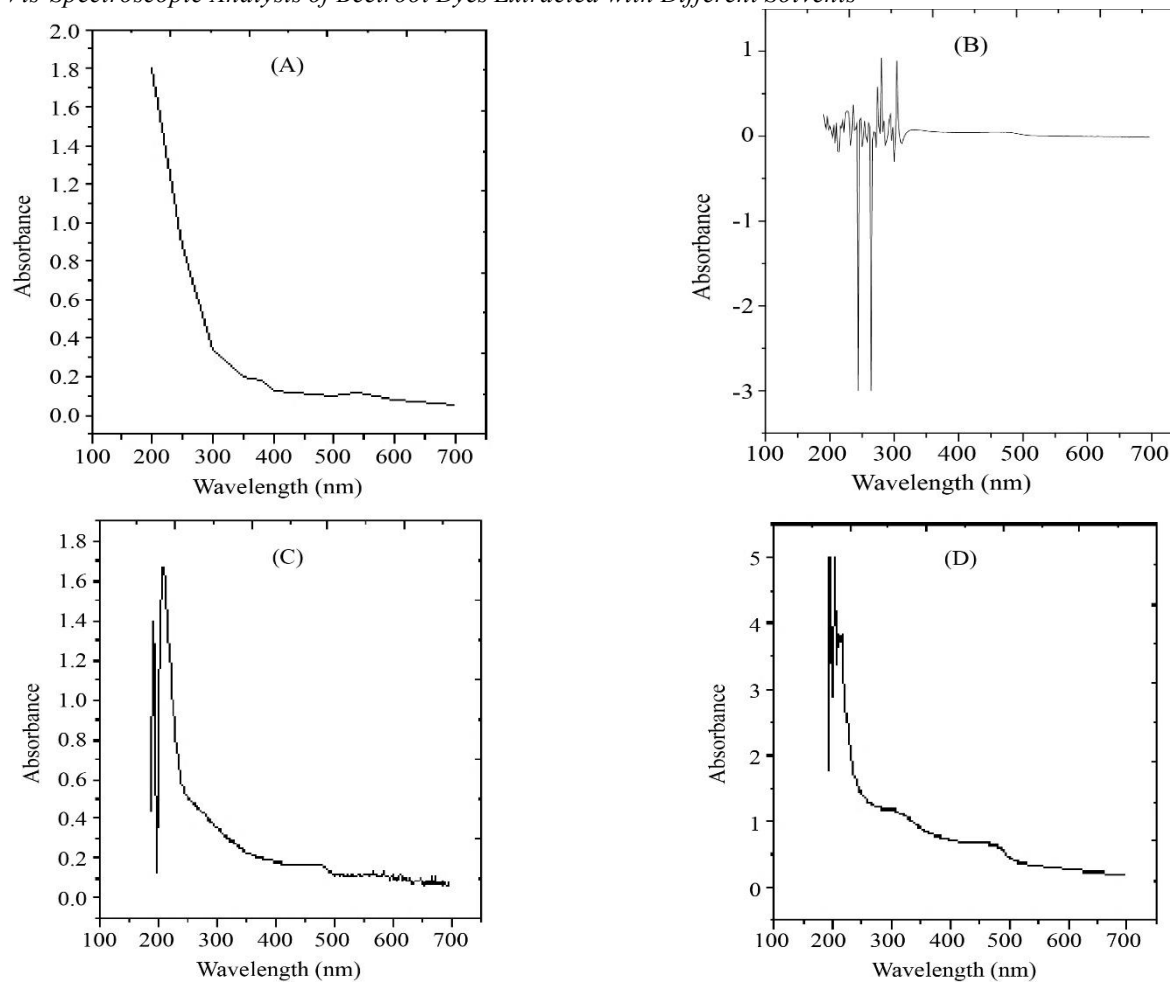 Vis-Spectroscopic Analysis of Beetroot Dyes Extracted with Different Solvents
(A)
2.0
1.8
1.6
1.4
1.2
1.0
0.8
0.6
0.4
0.2
0.0
Absorbance
100 200 300 400 500 600 700
Wavelength (nm)
(B)
1
0
-1
-2
-3
Absorbance
100 200 300 400 500 600 700
Wavelength (nm)
(C)
1.8
1.6
1.4
1.2
1.0
0.8
0.6
0.4
0.2
0.0
Absorbance
100 200 300 400 500 600 700
Wavelength (nm)
(D)
5
4
3
2
1
0
Absorbance
100 200 300 400 500 600 700
Wavelength (nm)